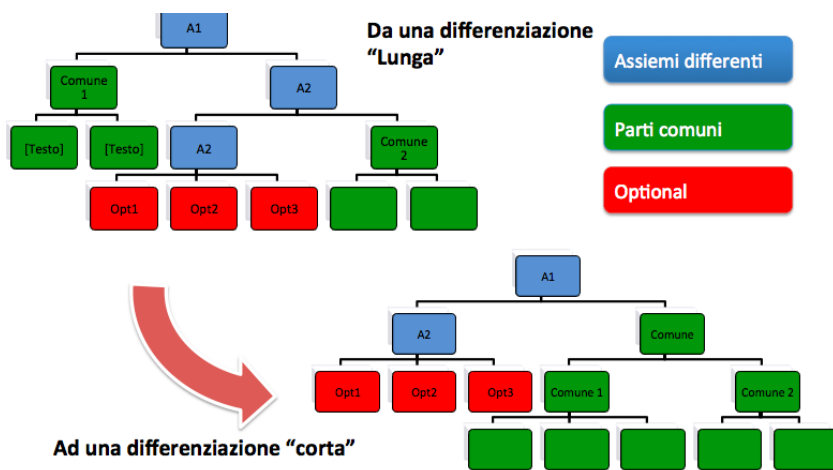 A1
Da una differenziazione
“Lunga”
Assiemi differenti
Comune
1
A2
Parti comuni
[Testo]
[Testo]
A2
Comune
2
Optional
Opt1
Opt2
Opt3
A1
A2
Comune
Opt1
Opt2
Opt3
Comune 1
Comune 2
Ad una differenziazione “corta”